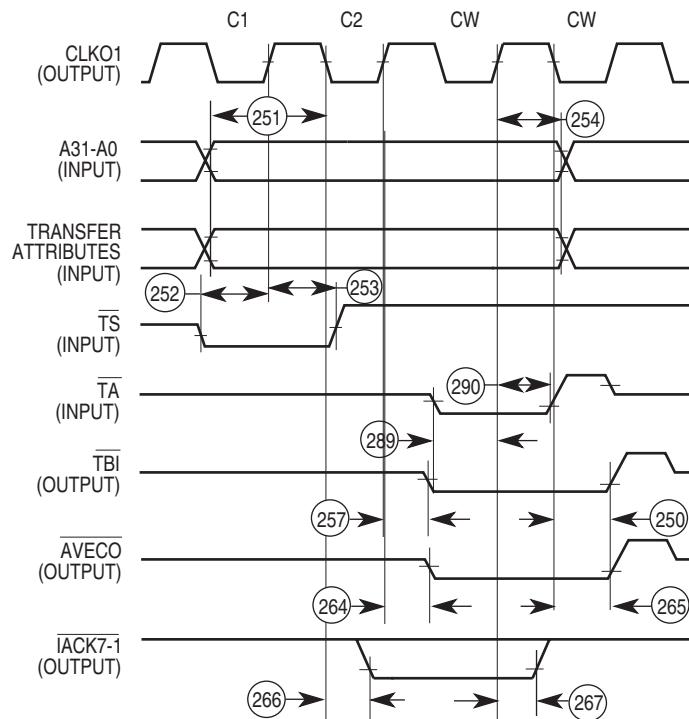 C1 C2 CW CW
CLKO1
(OUTPUT)
251
254
A31-A0
(INPUT)
TRANSFER
ATTRIBUTES
(INPUT)
252
253
TS
(INPUT)
290
TA
(INPUT)
289
TBI
(OUTPUT)
257
250
AVECO
(OUTPUT)
264
265
IACK7-1
(OUTPUT)
266
267